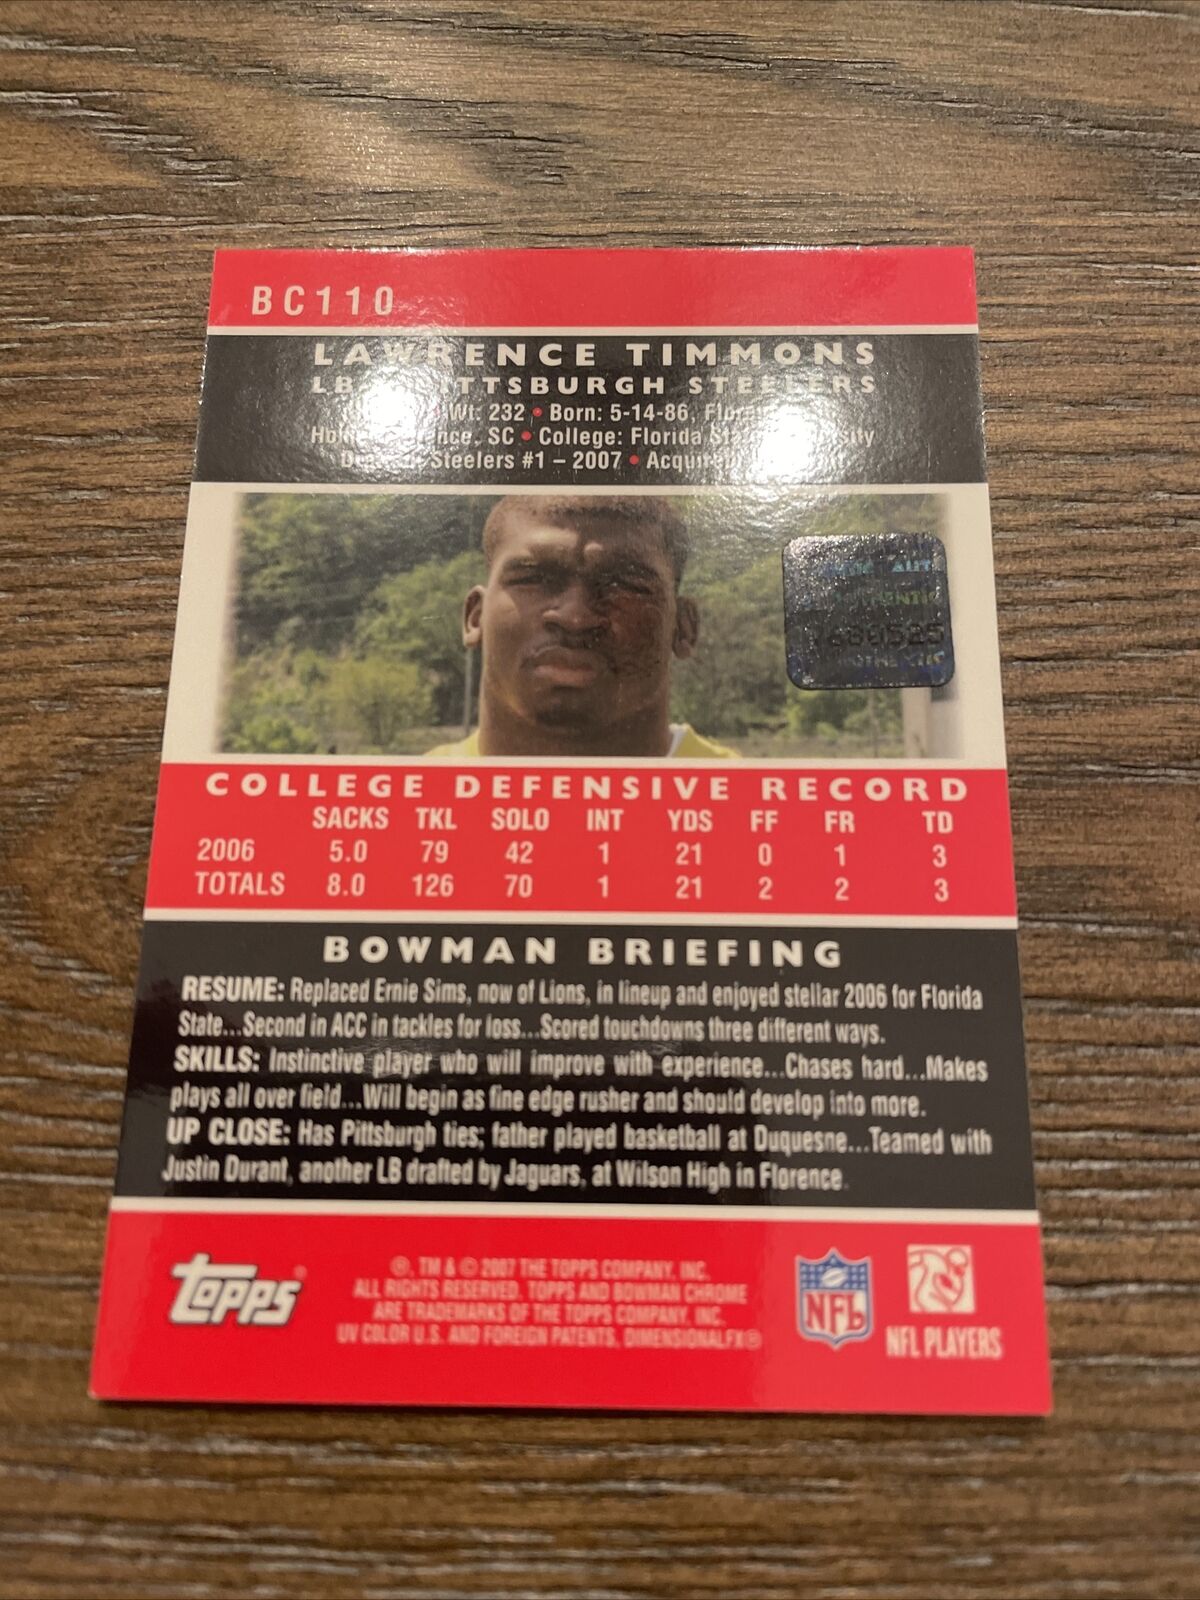 BC110
LAWRENCE TIMMONS
LB PITTSBURGH STEELERS
Wt: 232 • Born: 5-14-86,
SC • College: Florida
Steelers #1 – 2007 •
AUT
AUTHENTIC
680525
COLLEGE DEFENSIVE RECORD
SACKS TKL SOLO INT YDS FF FR TD
2006 5.0 79 42 1 21 0 1 3
TOTALS 8.0 126 70 1 21 2 2 3
BOWMAN BRIEFING
RESUME: Replaced Ernie Sims, now of Lions, in lineup and enjoyed stellar 2006 for Florida
State...Second in ACC in tackles for loss...Scored touchdowns three different ways.
SKILLS: Instinctive player who will improve with experience...Chases hard...Makes
plays all over field...Will begin as fine edge rusher and should develop into more.
UP CLOSE: Has Pittsburgh ties; father played basketball at Duquesne...Teamed with
Justin Durant, another LB drafted by Jaguars, at Wilson High in Florence.
Topps®
®, TM & © 2007 THE TOPPS COMPANY, INC.
ALL RIGHTS RESERVED. TOPPS AND BOWMAN CHROME
ARE TRADEMARKS OF THE TOPPS COMPANY, INC.
UV COLOR U.S. AND FOREIGN PATENTS, DIMENSIONALFX®
NFL
NFL PLAYERS